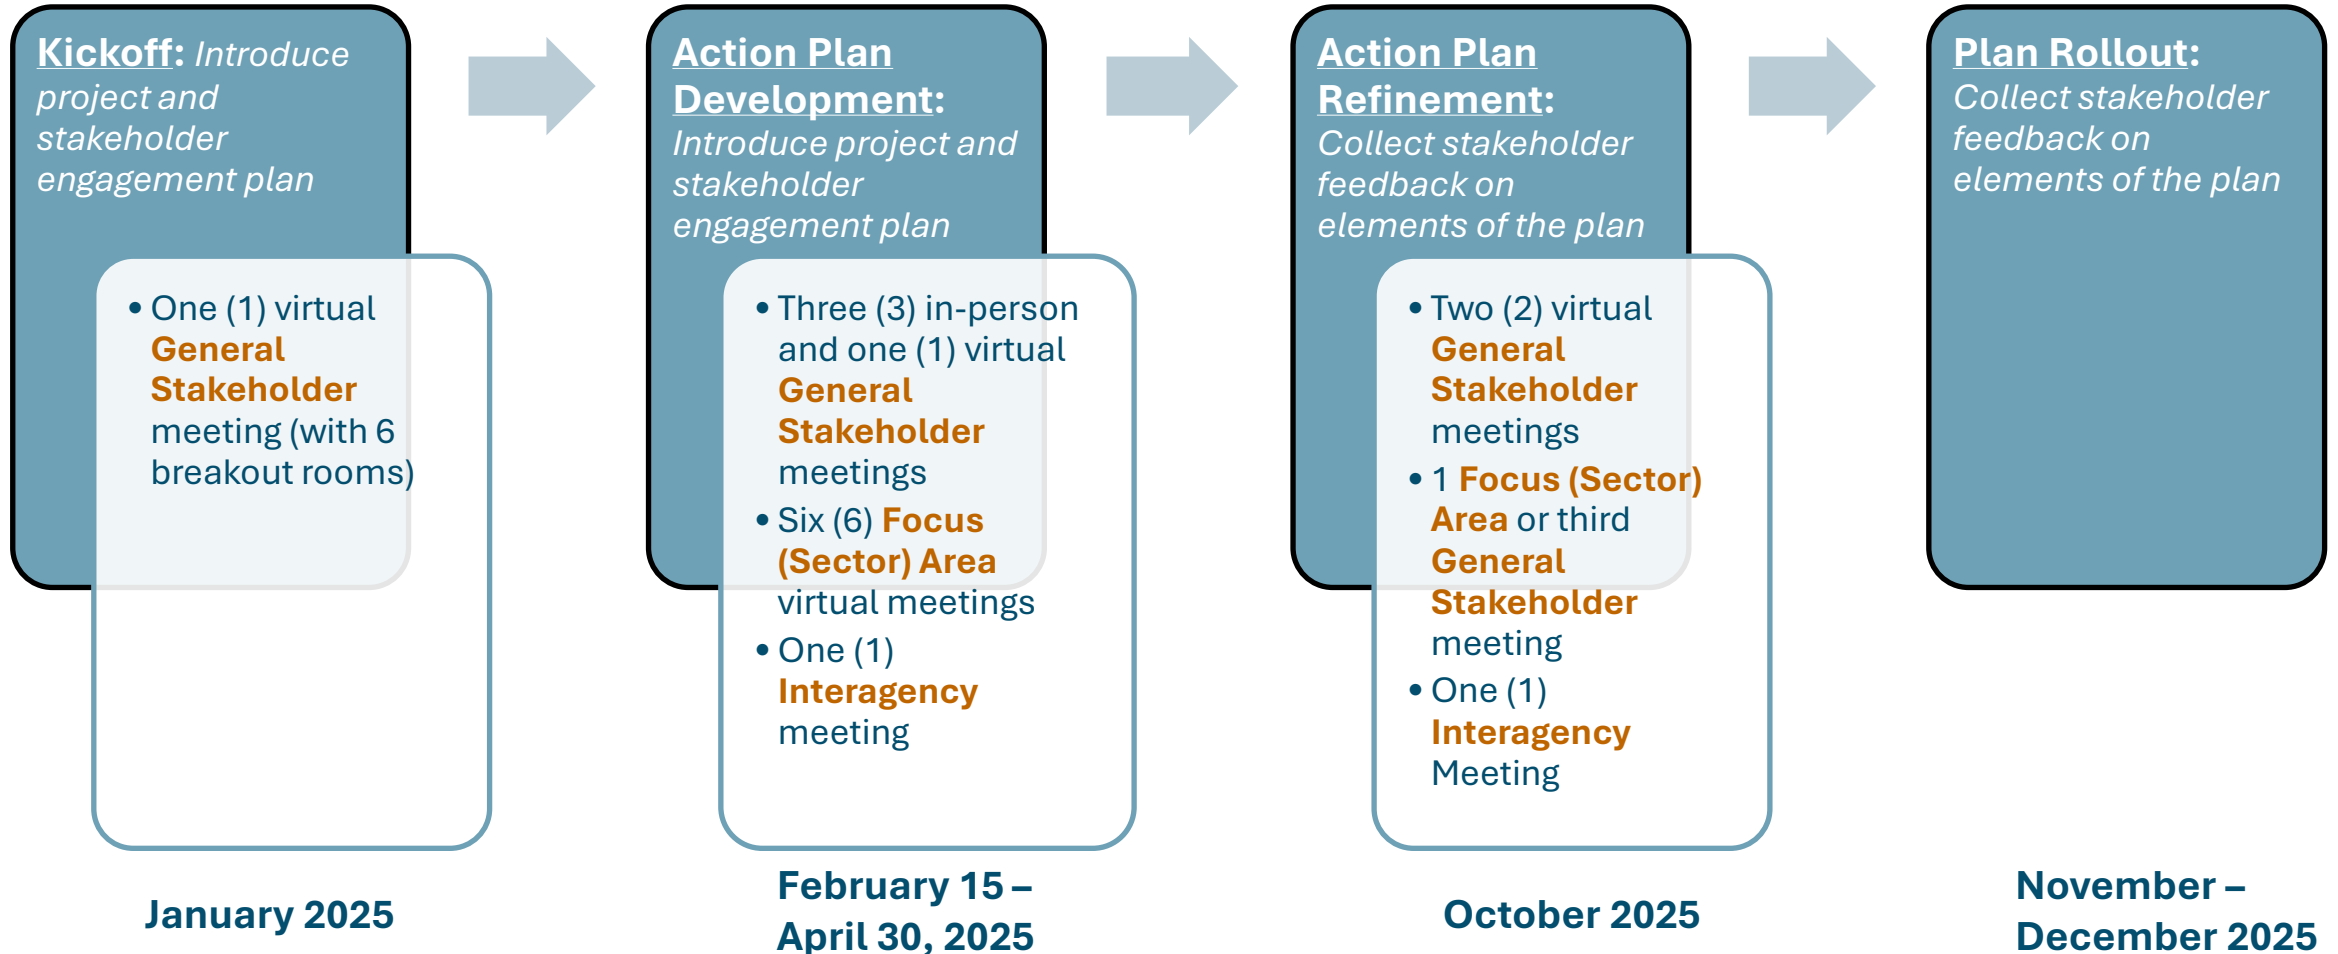 Kickoff: Introduce
project and
stakeholder
engagement plan
• One (1) virtual
General
Stakeholder
meeting (with 6
breakout rooms)
January 2025
Action Plan
Development:
Introduce project and
stakeholder
engagement plan
• Three (3) in-person
and one (1) virtual
General
Stakeholder
meetings
• Six (6) Focus
(Sector) Area
virtual meetings
• One (1)
Interagency
meeting
February 15 –
April 30, 2025
Action Plan
Refinement:
Collect stakeholder
feedback on
elements of the plan
• Two (2) virtual
General
Stakeholder
meetings
• 1 Focus (Sector)
Area or third
General
Stakeholder
meeting
• One (1)
Interagency
Meeting
October 2025
Plan Rollout:
Collect stakeholder
feedback on
elements of the plan
November –
December 2025